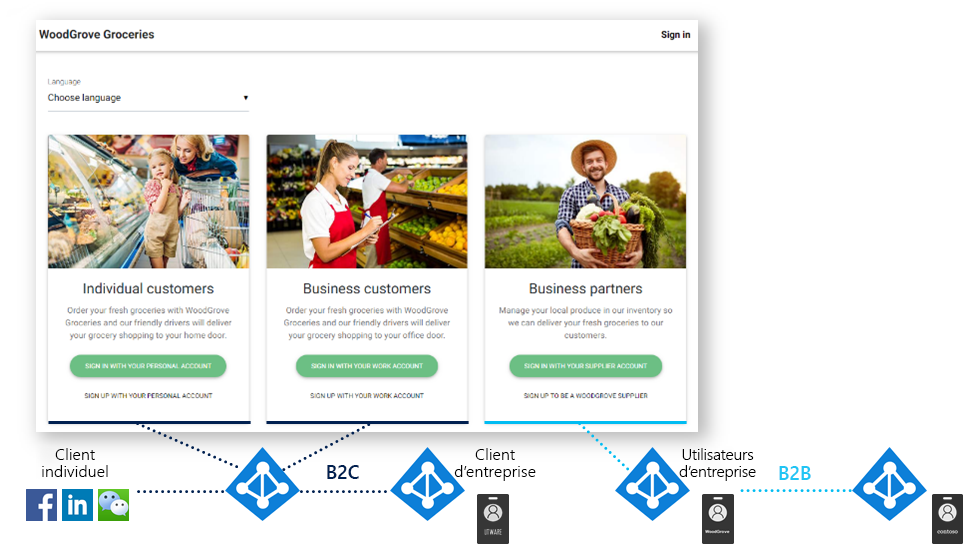 WoodGrove Groceries
Sign in
Language
Choose language
Individual customers
Order your fresh groceries with WoodGrove
Groceries and our friendly drivers will deliver
your grocery shopping to your home door.
SIGN IN WITH YOUR PERSONAL ACCOUNT
SIGN UP WITH YOUR PERSONAL ACCOUNT
Business customers
Order your fresh groceries with WoodGrove
Groceries and our friendly drivers will deliver
your grocery shopping to your office door.
SIGN IN WITH YOUR WORK ACCOUNT
SIGN UP WITH YOUR WORK ACCOUNT
Business partners
Manage your local produce in our inventory so
we can deliver your fresh groceries to our
customers.
SIGN IN WITH YOUR SUPPLIER ACCOUNT
SIGN UP TO BE A WOODGROVE SUPPLIER
Client
individuel
f
in
B2C
Client
d'entreprise
Utilisateurs
d'entreprise
WoodGrove
B2B
contoso